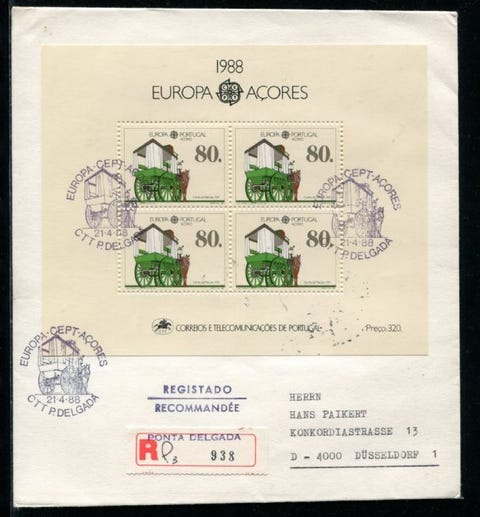 1988
EUROPA AÇORES
EUROPA PORTUGAL
AÇORES
80.
EUROPA PORTUGAL
AÇORES
80.
EUROPA PORTUGAL
AÇORES
80.
EUROPA PORTUGAL
AÇORES
80.
EUROPA-CEPT-AÇORES
21-4-88
CTT P. DELGADA
EUROPA-CEPT-AÇORES
21-4-88
CTT P. DELGADA
CORREIOS E TELECOMUNICAÇÕES DE PORTUGAL
Preço: 320.
EUROPA-CEPT-AÇORES
21-4-88
CTT P. DELGADA
REGISTADO
RECOMMANDÉE
PONTA DELGADA
R P3 938
HERRN
HANS PAIKERT
KONKORDIASTRASSE 13
D - 4000 DÜSSELDORF 1